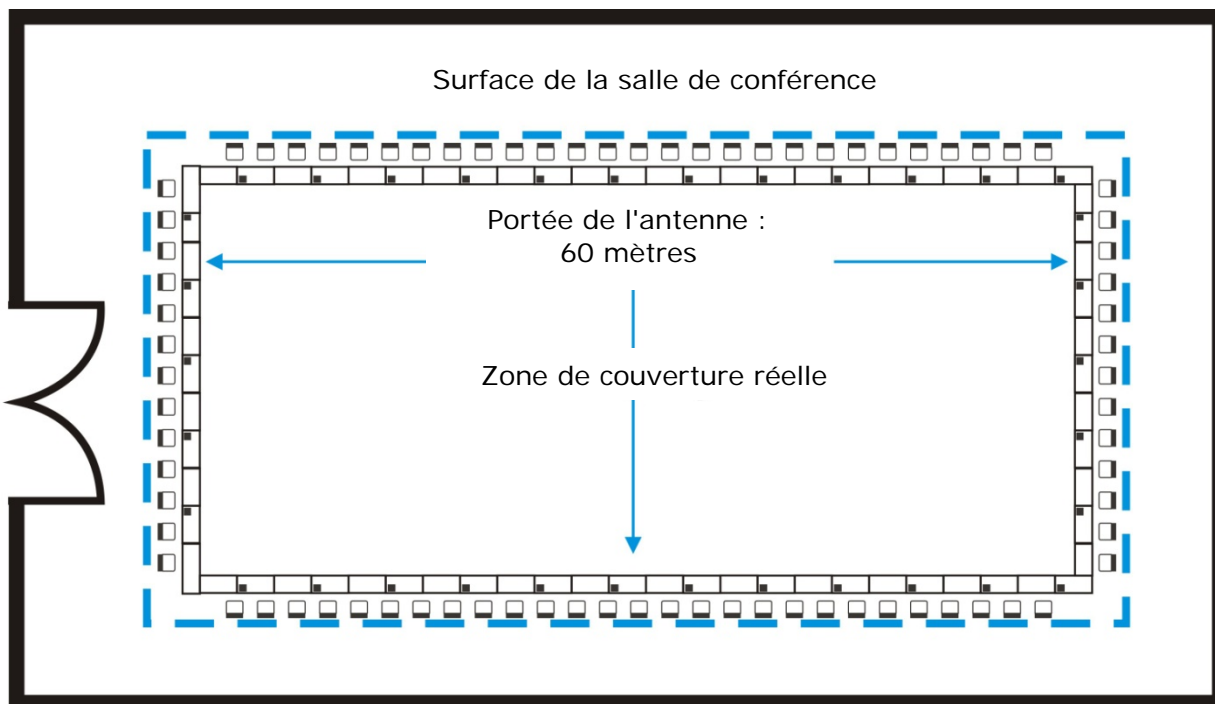 Surface de la salle de conférence
Portée de l'antenne :
60 mètres
Zone de couverture réelle